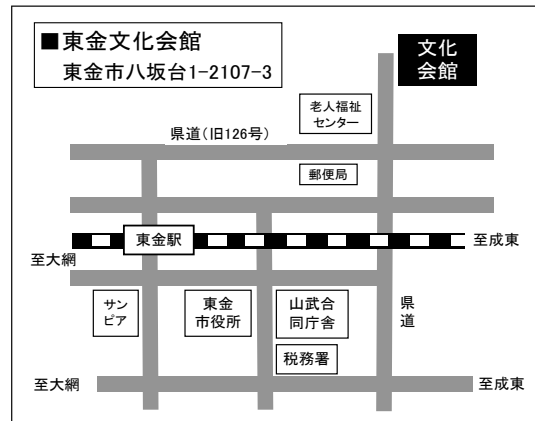 ■東金文化会館
東金市八坂台1-2107-3
文化
会館
老人福祉
センター
県道(旧126号)
郵便局
東金駅
至成東
至大網
サン
ピア
東金
市役所
山武合
同庁舎
県
道
税務署
至大網
至成東